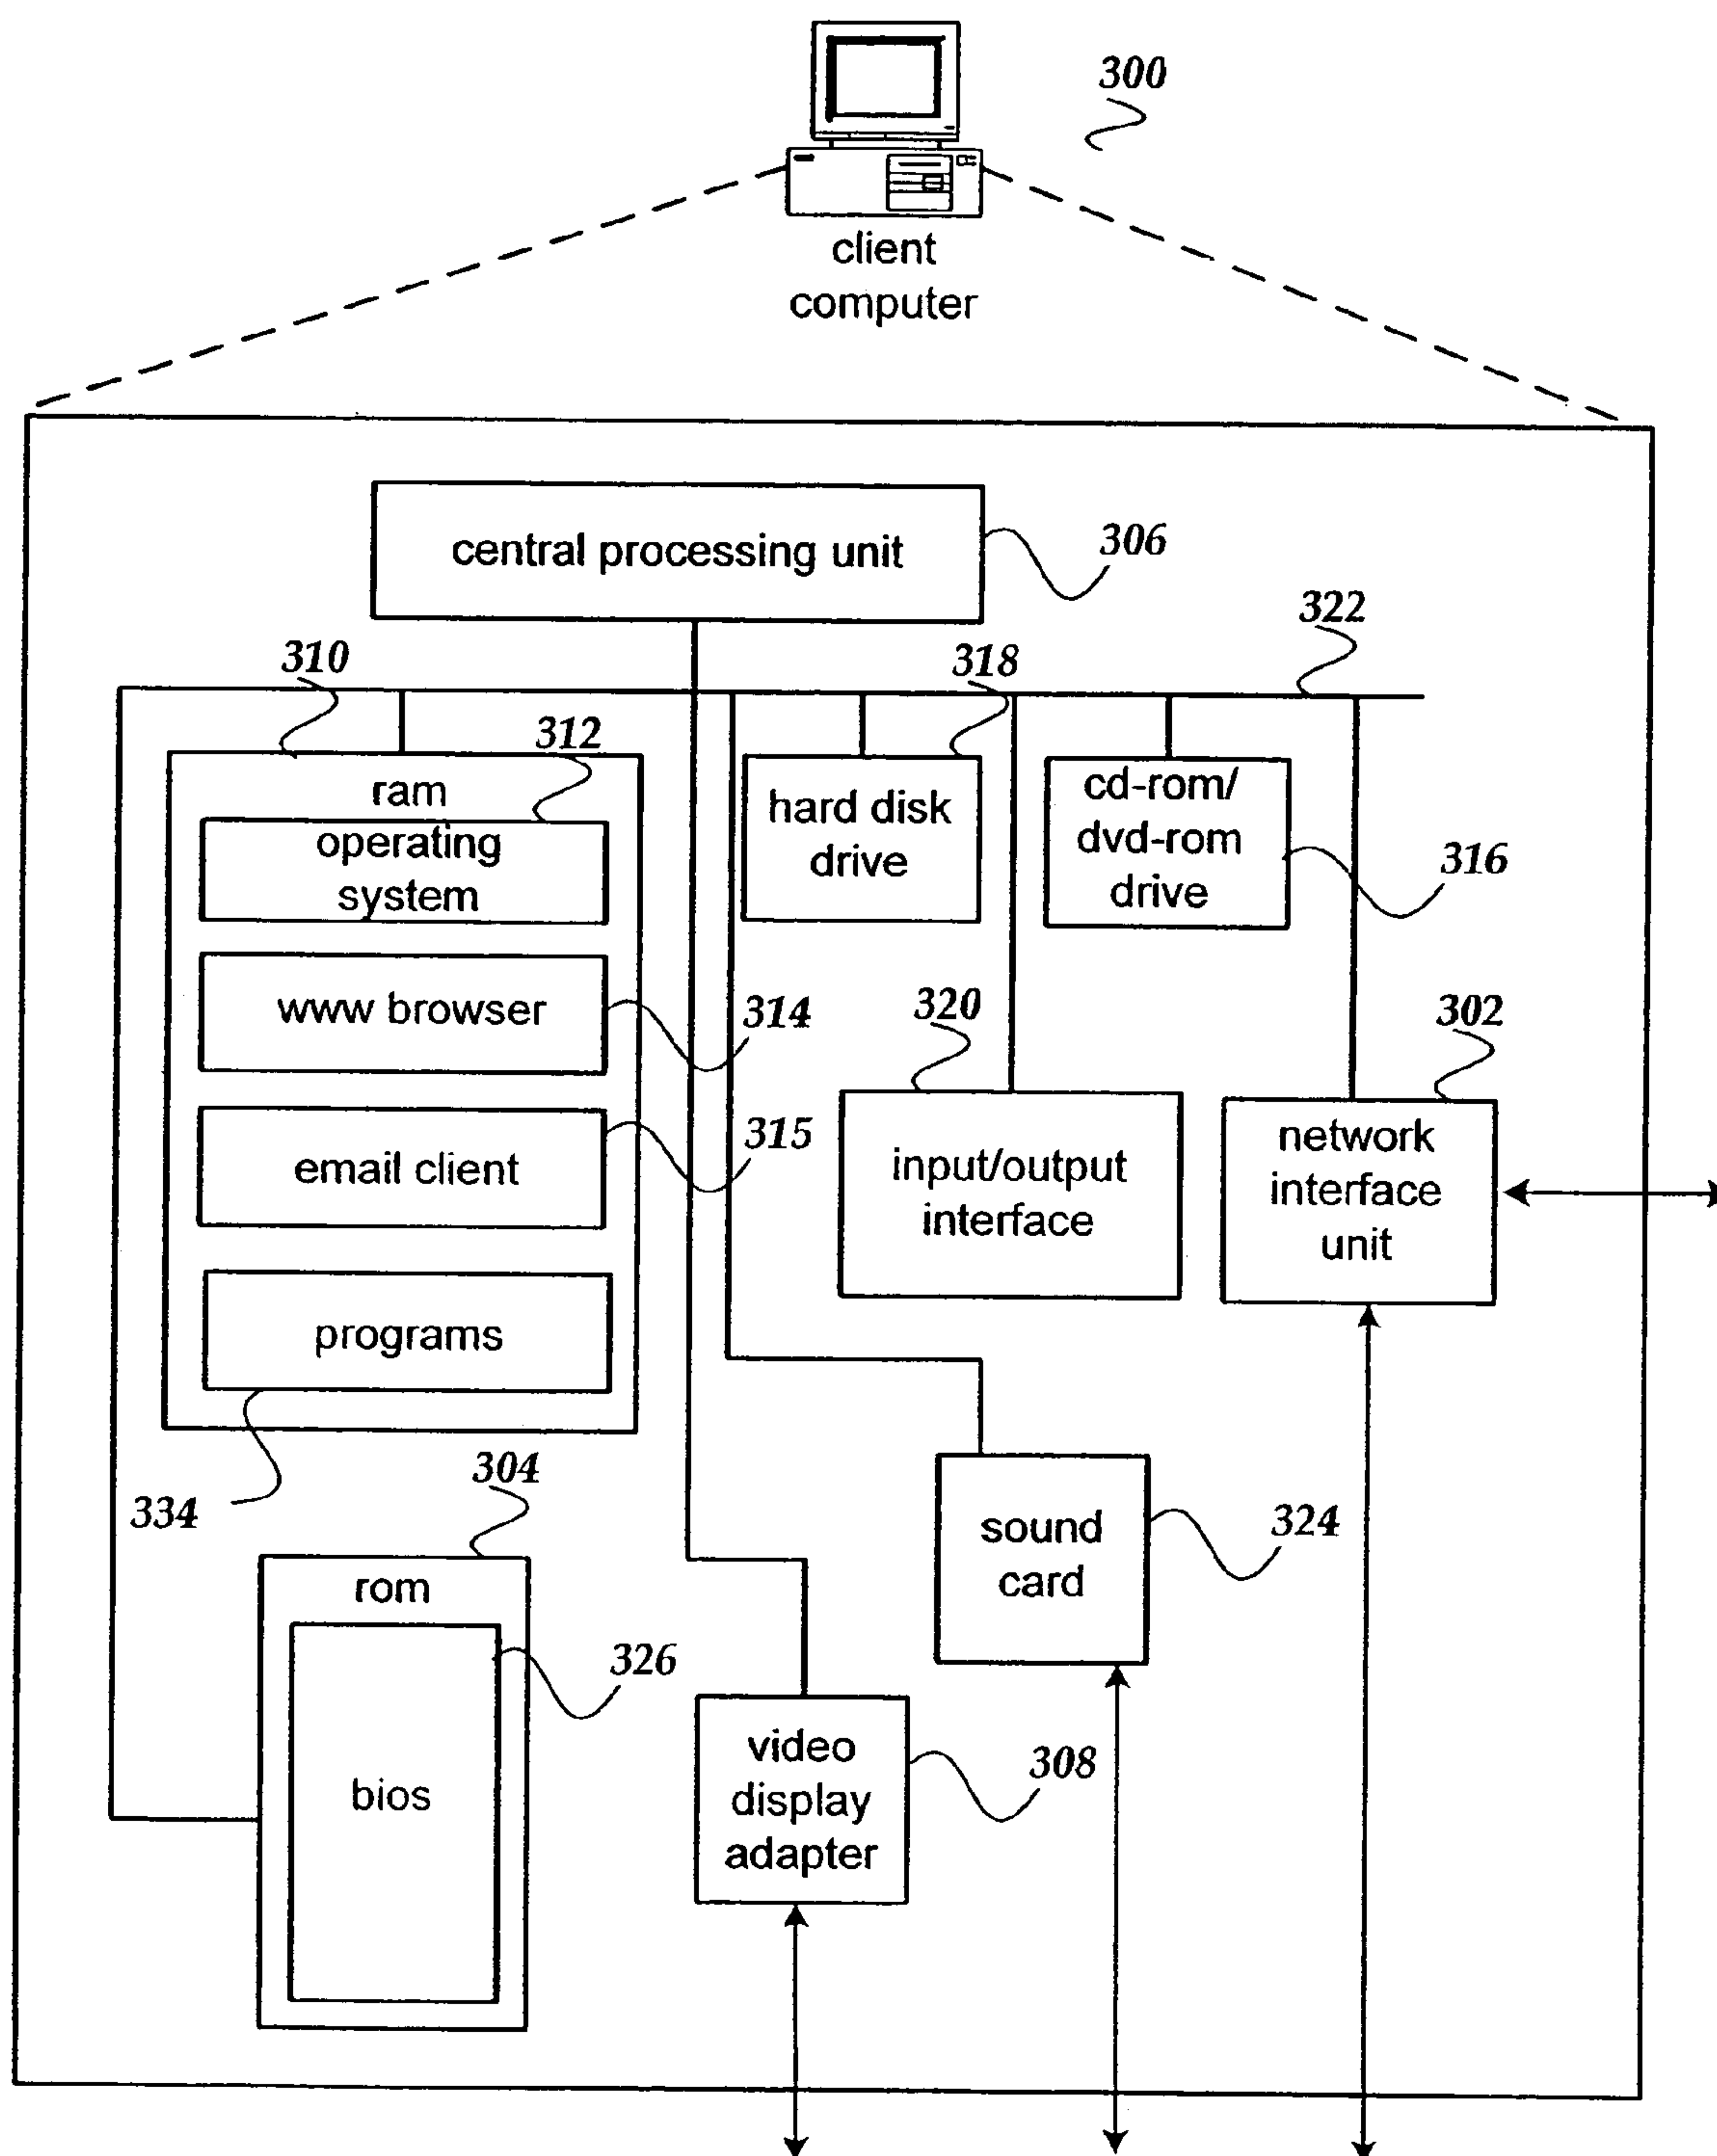 300
client
computer
central processing unit
306
322
310
318
312
ram
operating
system
hard disk
drive
cd-rom/
dvd-rom
drive
316
www browser
314
320
302
email client
315
input/output
interface
network
interface
unit
programs
334
304
sound
card
324
rom
326
bios
video
display
adapter
308